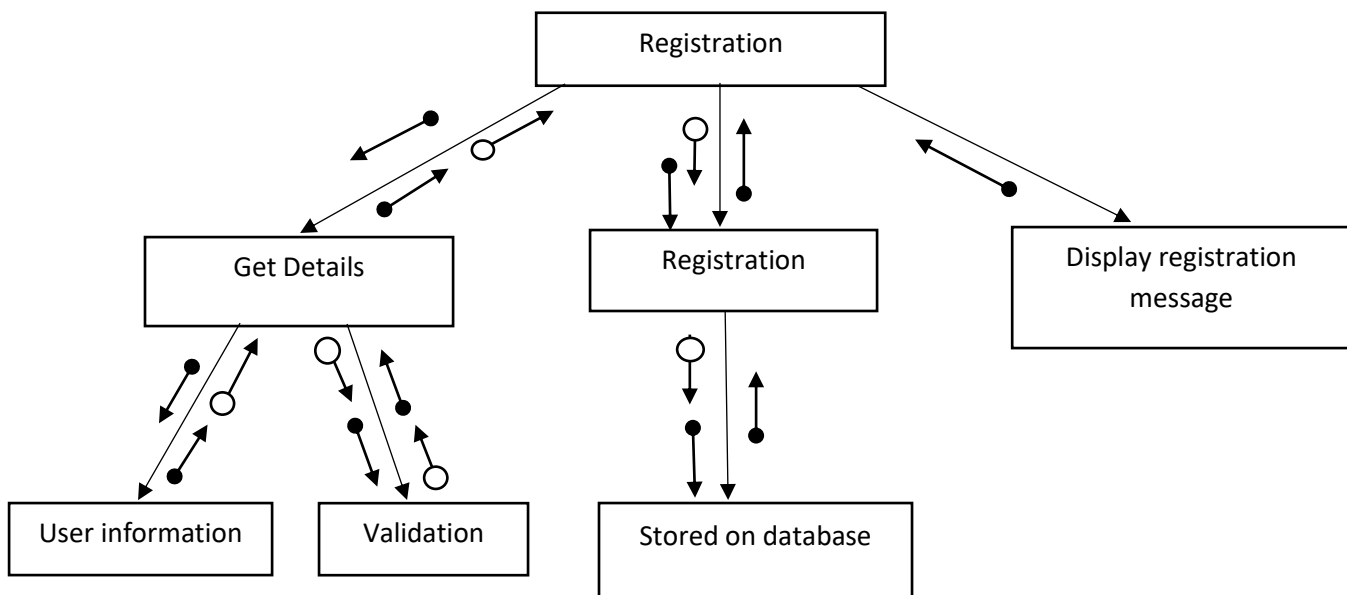 Registration
Get Details
Registration
Display registration
message
User information
Validation
Stored on database